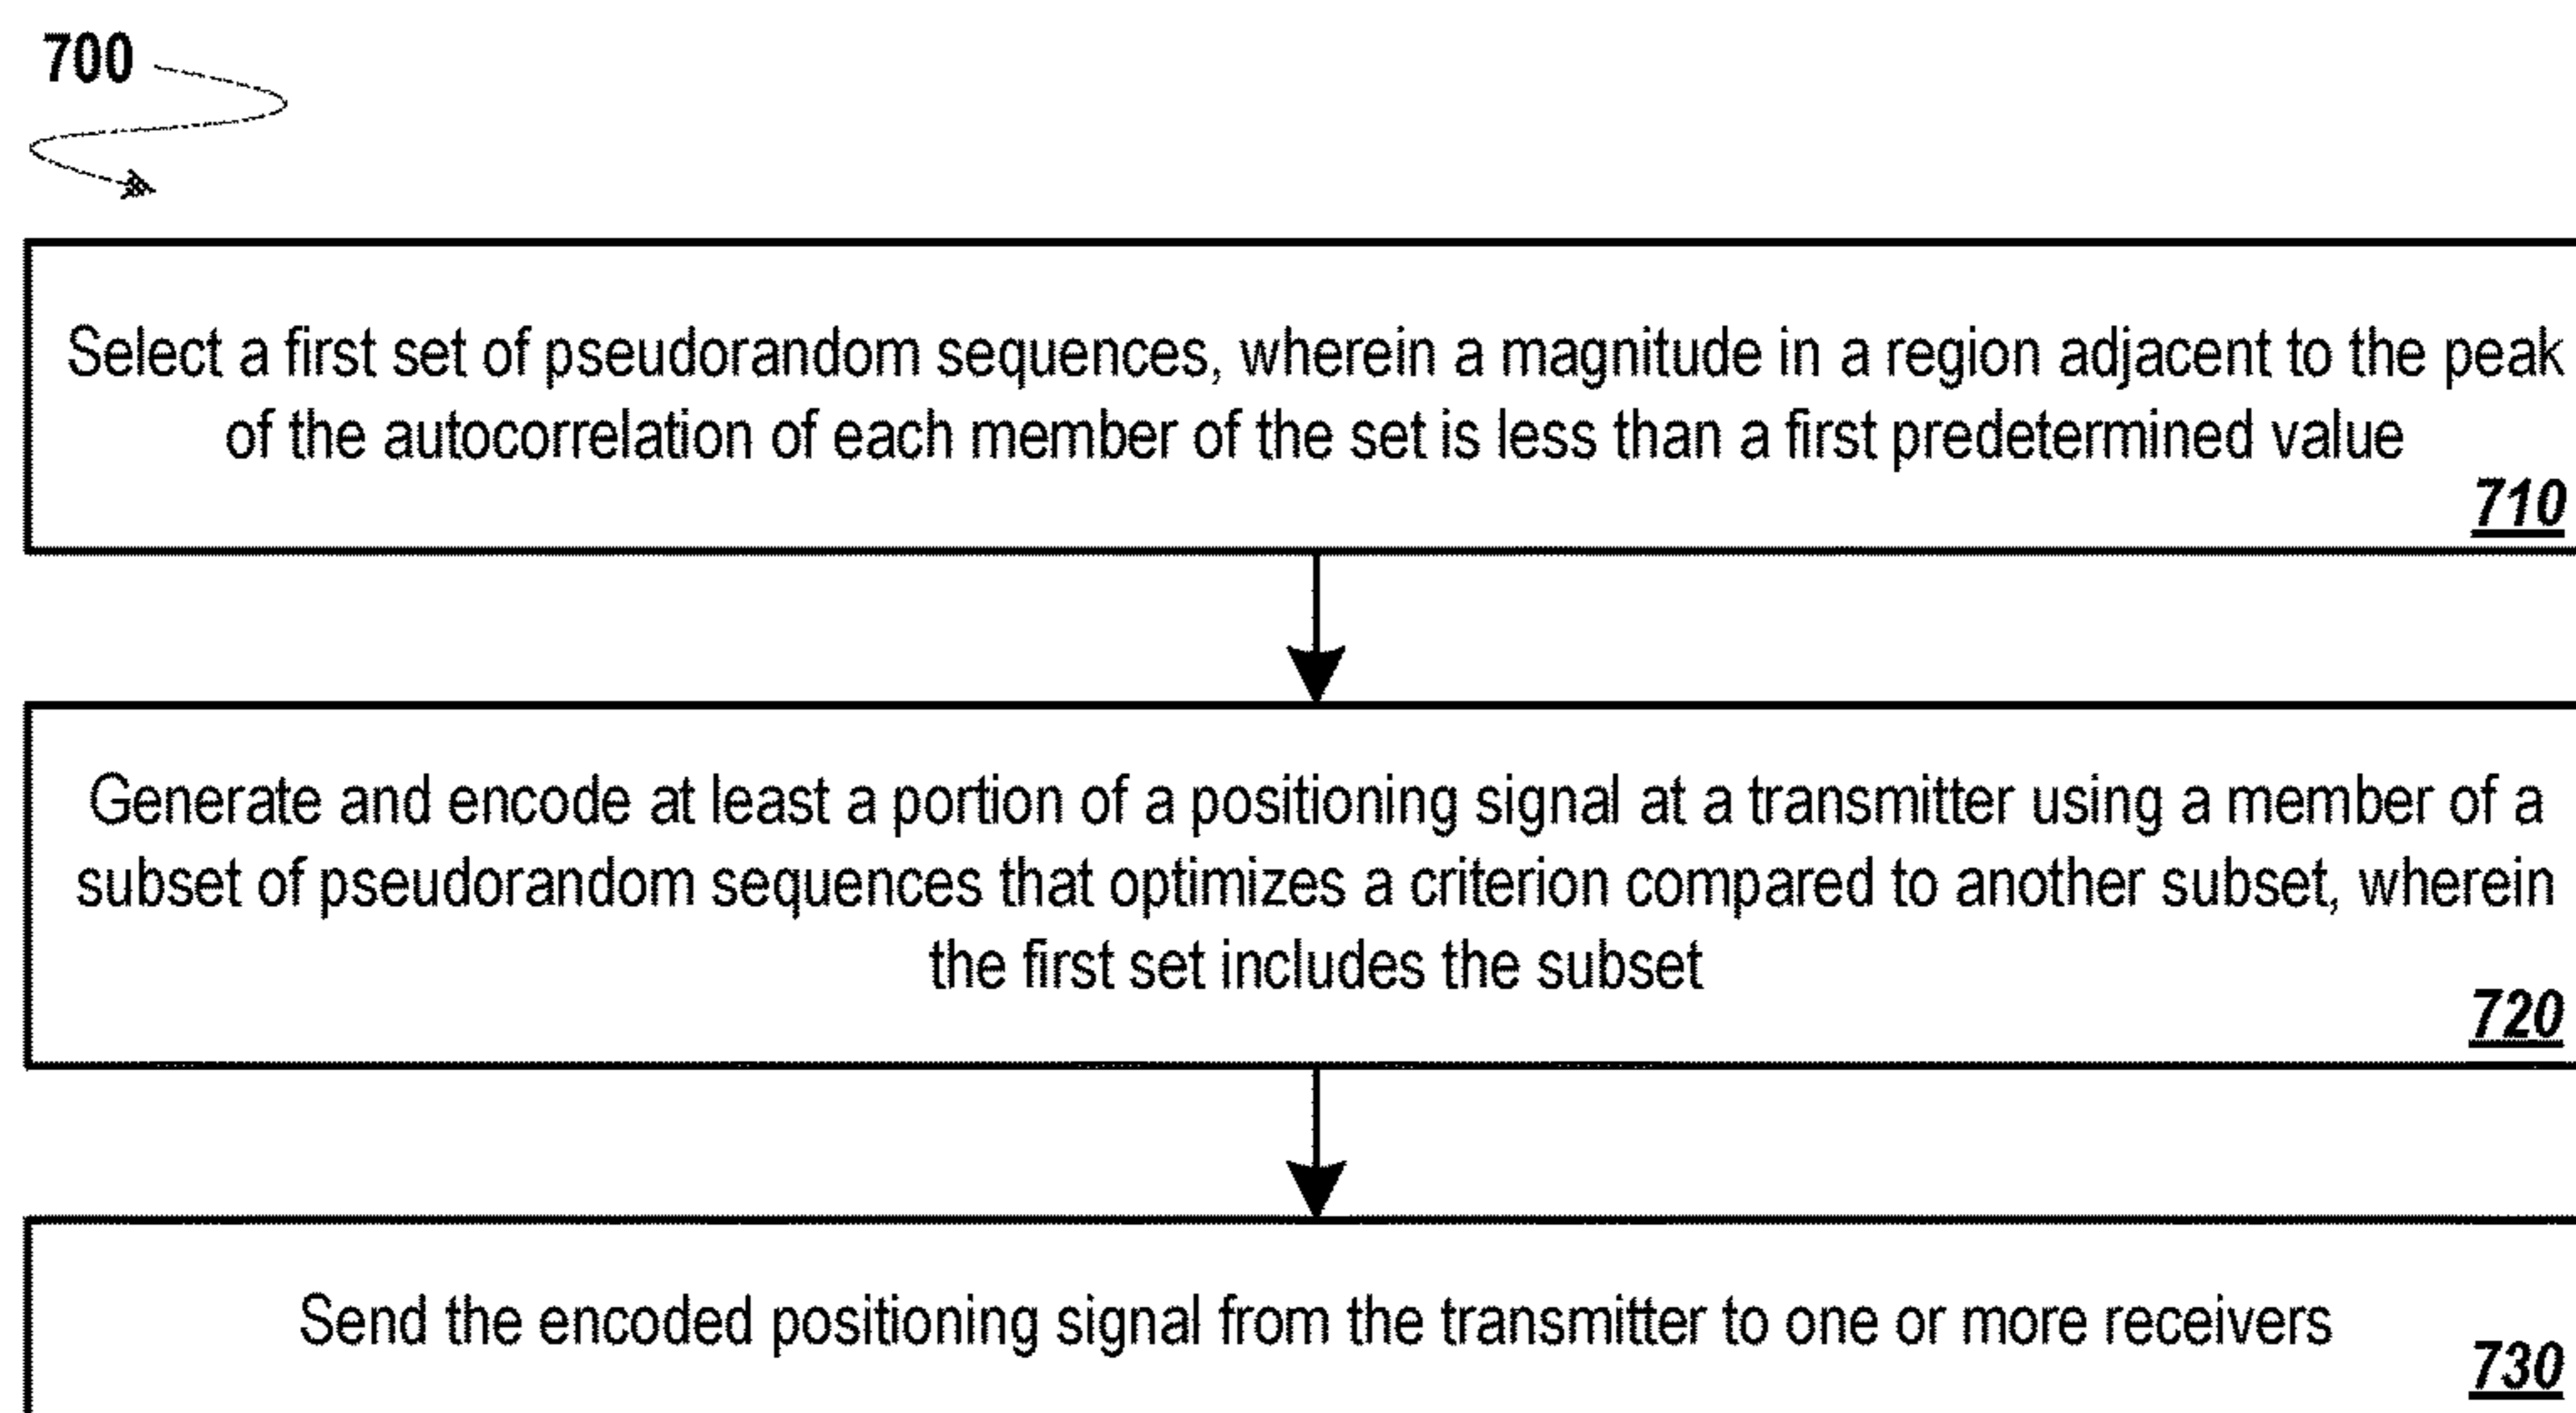 700
Select a first set of pseudorandom sequences, wherein a magnitude in a region adjacent to the peak
of the autocorrelation of each member of the set is less than a first predetermined value
710
Generate and encode at least a portion of a positioning signal at a transmitter using a member of a
subset of pseudorandom sequences that optimizes a criterion compared to another subset, wherein
the first set includes the subset
720
Send the encoded positioning signal from the transmitter to one or more receivers
730